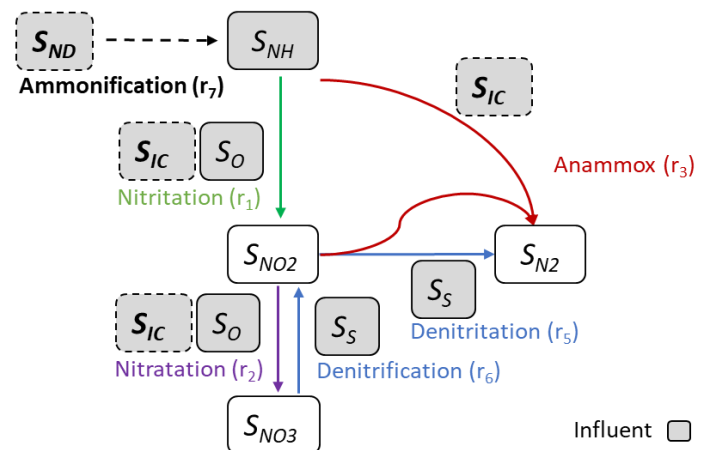 S_ND
S_NH
Ammonification (r₇)
S_IC
S_IC S_O
Anammox (r₃)
Nitritation (r₁)
S_NO2
S_N2
S_S
S_IC S_O
S_S
Denitritation (r₅)
Nitratation (r₂)
Denitrification (r₆)
S_NO3
Influent